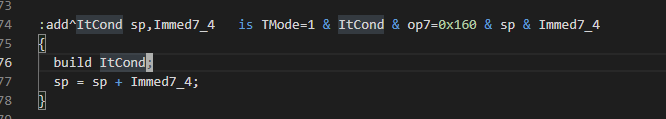 73
74 :add^ItCond sp,Immed7_4 is TMode=1 & ItCond & op7=0x160 & sp & Immed7_4
75 {
76 build ItCond;
77 sp = sp + Immed7_4;
78 }